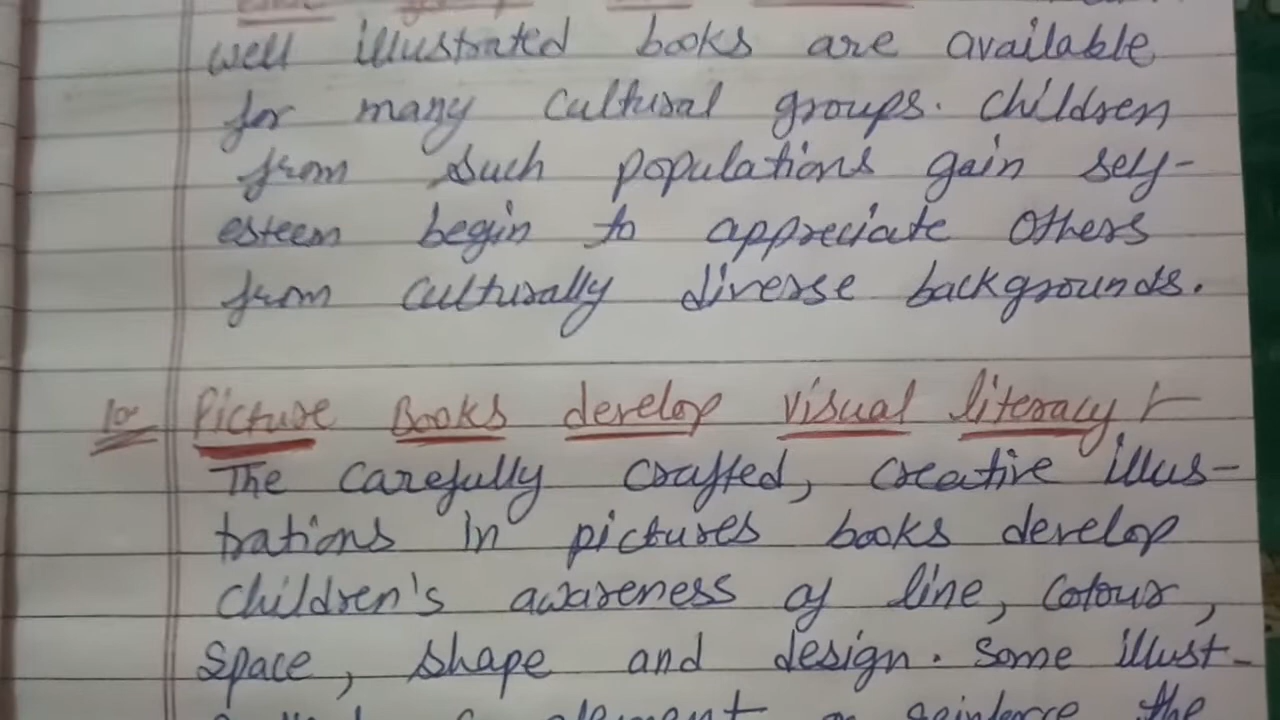 well illustrated books are available
for many cultural groups. Children
from such populations gain self-
esteem begin to appreciate others
from culturally diverse backgrounds.
10- Picture Books develop visual literacy :-
The carefully crafted, creative illus-
trations in pictures books develop
children's awareness of line, colour,
space, shape and design. Some illust-
the